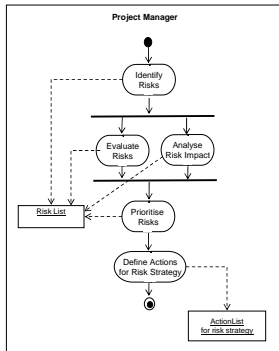 Project Manager
Identify
Risks
Evaluate
Risks
Analyse
Risk Impact
Risk List
Prioritise
Risks
Define Actions
for Risk Strategy
ActionList
for risk strategy